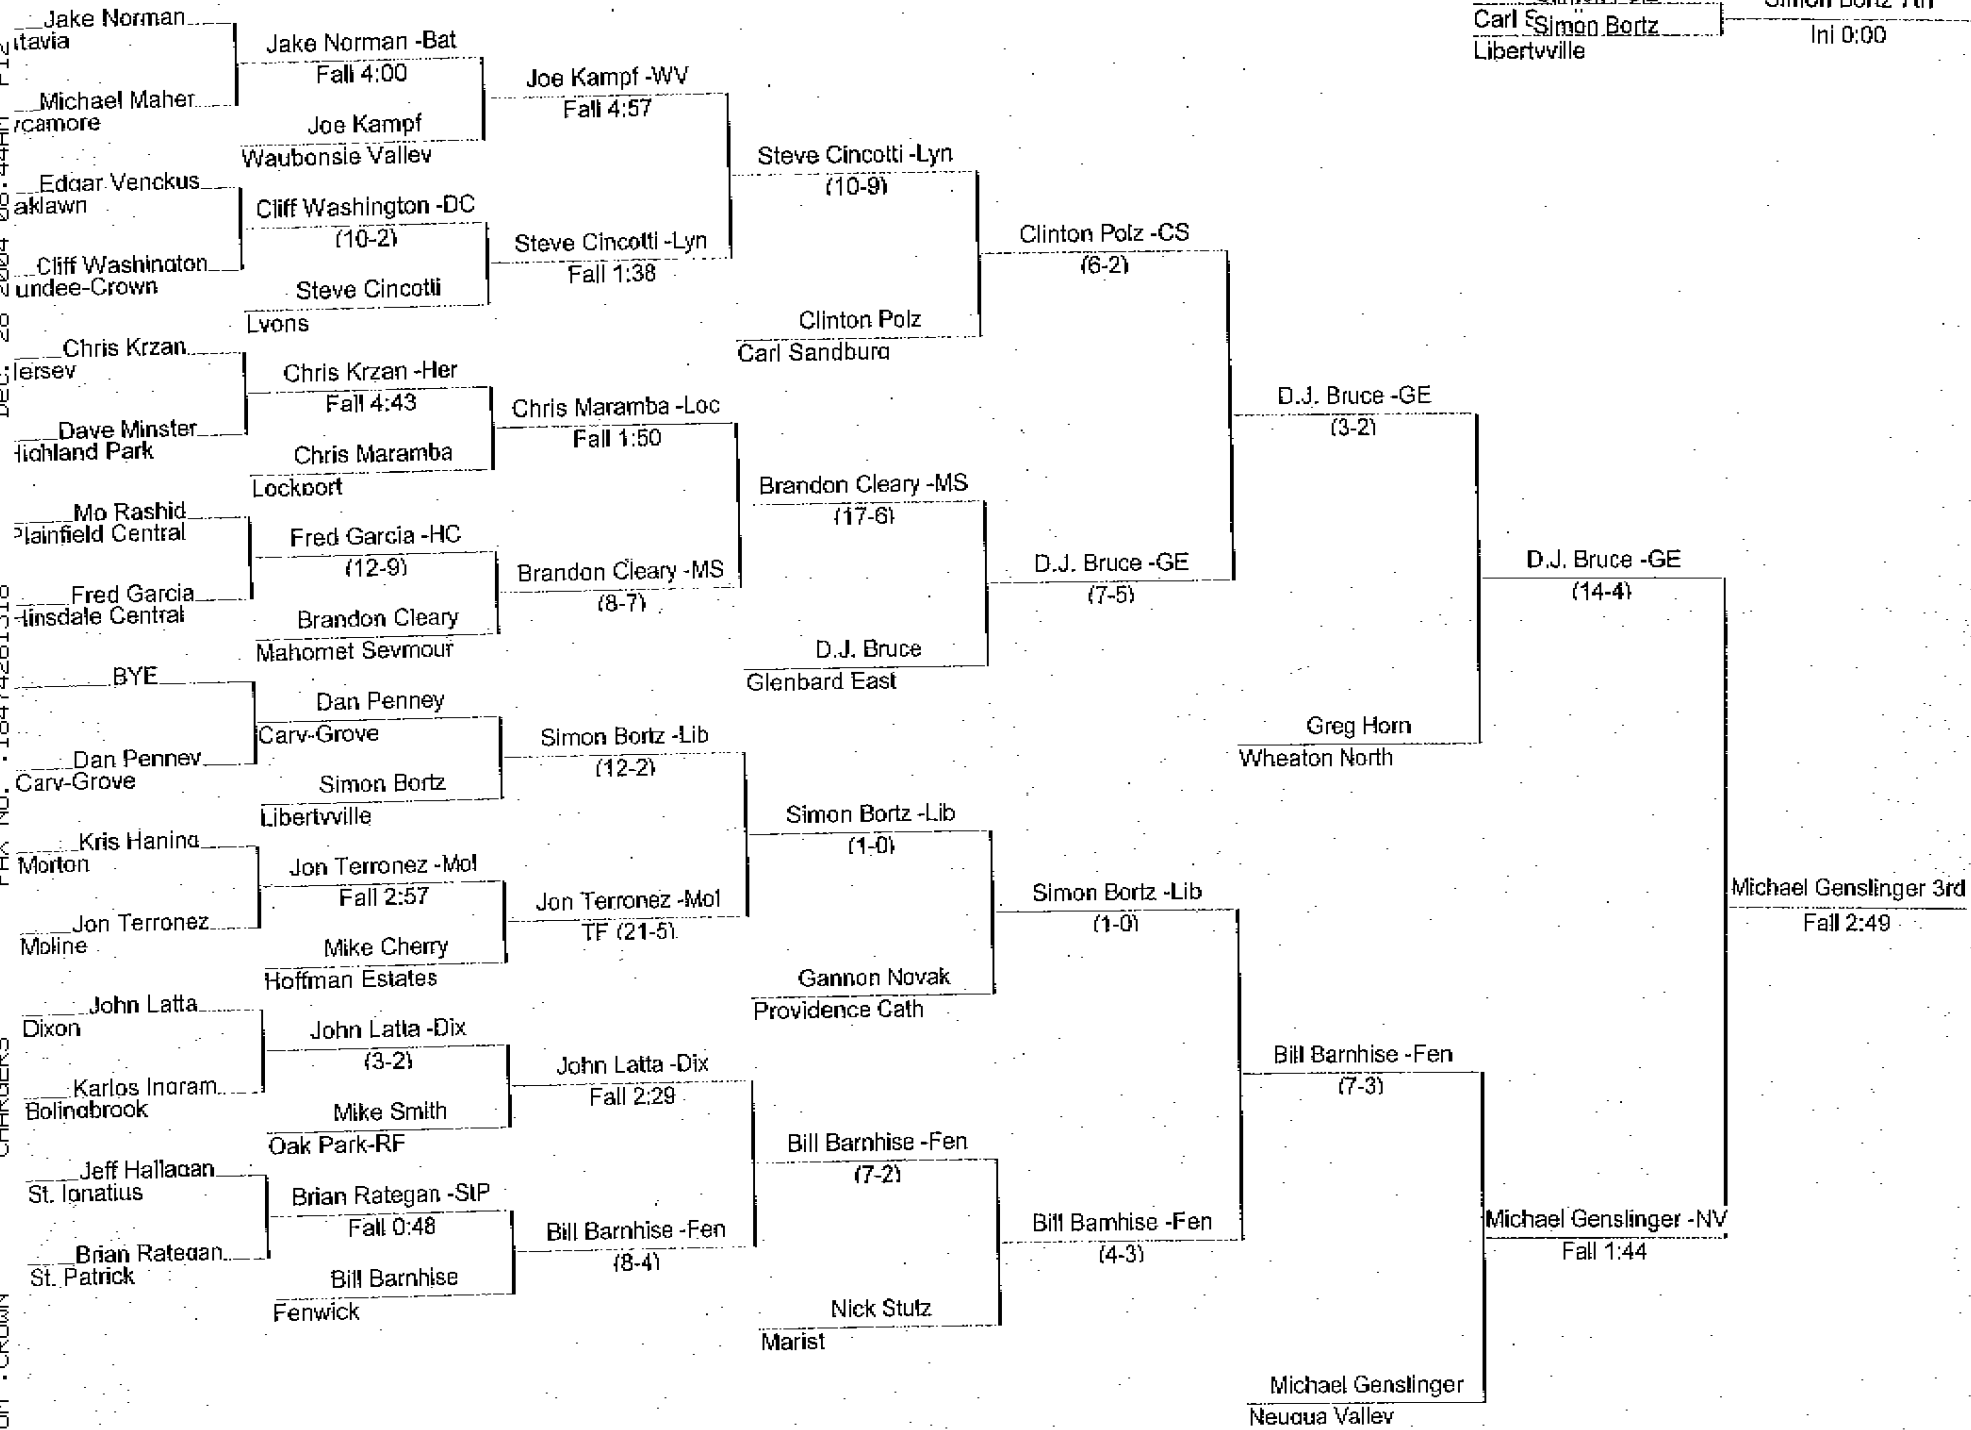 Jake Norman
Jake Norman -Bat
Fall 4:00
Michael Maher
Joe Kampf
Waubonsie Valley
Joe Kampf -WV
Fall 4:57
Edgar Venckus
Cliff Washington -DC
(10-2)
Cliff Washington
undee-Crown
Steve Cincotti
Lyons
Steve Cincotti -Lyn
Fall 1:38
Steve Cincotti -Lyn
(10-9)
Clinton Polz
Carl Sandburg
Clinton Polz -CS
(6-2)
Chris Krzan
Chris Krzan -Her
Fall 4:43
Dave Minster
Highland Park
Chris Maramba
Lockport
Chris Maramba -Loc
Fall 1:50
Mo Rashid
Plainfield Central
Fred Garcia -HC
(12-9)
Fred Garcia
Hinsdale Central
Brandon Cleary
Mahomet Seymour
Brandon Cleary -MS
(8-7)
Brandon Cleary -MS
(17-6)
D.J. Bruce
Glenbard East
D.J. Bruce -GE
(7-5)
D.J. Bruce -GE
(3-2)
Greg Horn
Wheaton North
D.J. Bruce -GE
(14-4)
BYE
Dan Penney
Cary-Grove
Dan Penney
Cary-Grove
Simon Bortz
Libertyville
Simon Bortz -Lib
(12-2)
Kris Haning
Morton
Jon Terronez -Mol
Fall 2:57
Jon Terronez
Moline
Mike Cherry
Hoffman Estates
Jon Terronez -Mol
TF (21-5)
Simon Bortz -Lib
(1-0)
Gannon Novak
Providence Cath
Simon Bortz -Lib
(1-0)
John Latta
Dixon
John Latta -Dix
(3-2)
Karlos Ingram
Bolingbrook
Mike Smith
Oak Park-RF
John Latta -Dix
Fall 2:29
Jeff Hallagan
St. Ignatius
Brian Rategan -StP
Fall 0:48
Brian Rategan
St. Patrick
Bill Barnhise
Fenwick
Bill Barnhise -Fen
(8-4)
Bill Barnhise -Fen
(7-2)
Nick Stutz
Marist
Bill Barnhise -Fen
(4-3)
Bill Barnhise -Fen
(7-3)
Michael Genslinger
Neuqua Valley
Michael Genslinger -NV
Fall 1:44
Michael Genslinger 3rd
Fall 2:49
Carl
Simon Bortz
Libertyville
Simon Bortz 7th
Inj 0:00